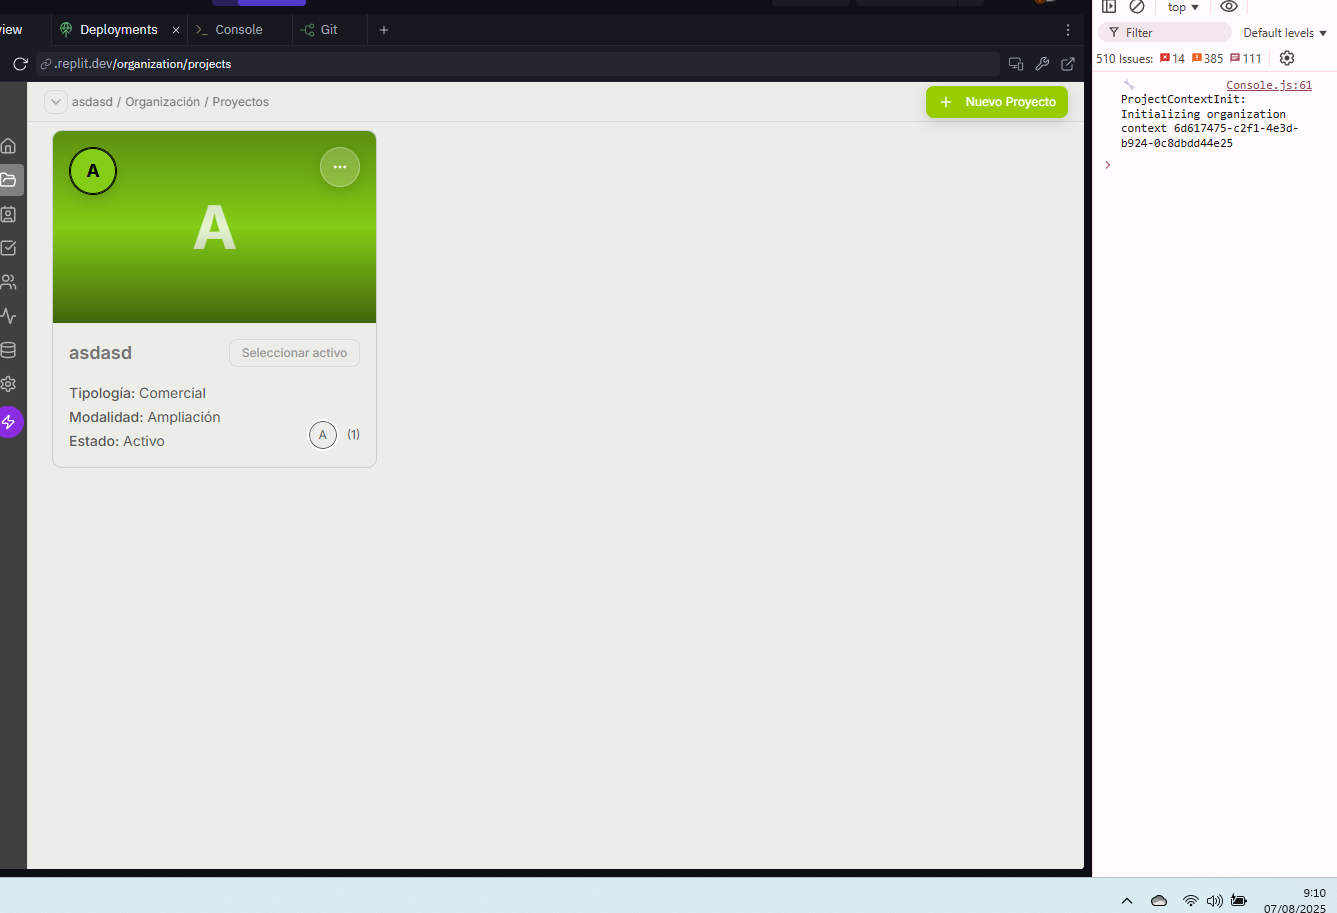 view
Deployments
Console
Git
.replit.dev/organization/projects
asdasd / Organización / Proyectos
Nuevo Proyecto
A
A
asdasd
Seleccionar activo
Tipología: Comercial
Modalidad: Ampliación
Estado: Activo
A
(1)
top
Filter
Default levels
510 Issues:
14
385
111
Console.js:61
ProjectContextInit:
Initializing organization
context 6d617475-c2f1-4e3d-
b924-0c8dbdd44e25
9:10
07/08/2025